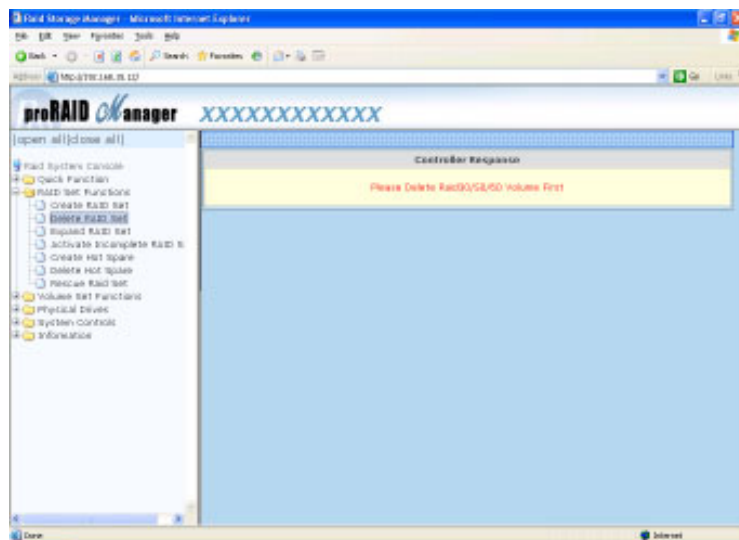 Raid Storage Manager - Microsoft Internet Explorer
File Edit View Favorites Tools Help
Back Search Favorites
Address Go Links
proRAID Manager XXXXXXXXXXXX
|open all|close all|
Raid System Console
Quick Function
RAID Set Functions
Create RAID Set
Delete RAID Set
Expand RAID Set
Activate Incomplete RAID S
Create Hot Spare
Delete Hot Spare
Rescue Raid Set
Volume Set Functions
Physical Drives
System Controls
Information
Controller Response
Please Delete Raid30/50/60 Volume First
Done
Internet